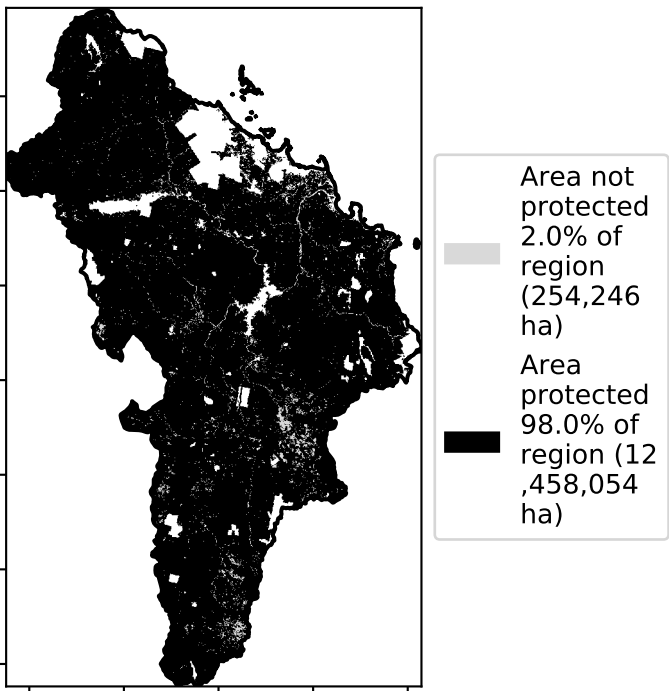 Area not
protected
2.0% of
region
(254,246
ha)
Area
protected
98.0% of
region (12
,458,054
ha)